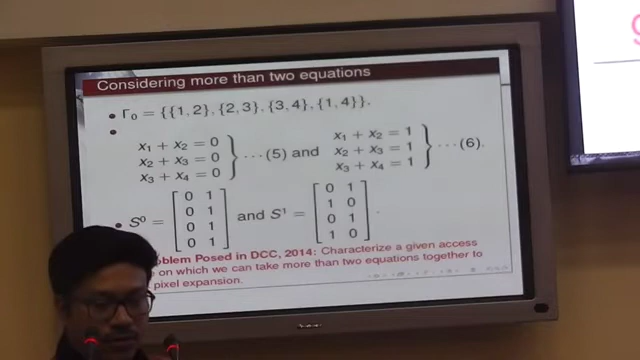 Considering more than two equations
• Γ₀ = {{1, 2}, {2, 3}, {3, 4}, {1, 4}}.
•
x₁ + x₂ = 0
x₂ + x₃ = 0
x₃ + x₄ = 0
} ··· (5) and
x₁ + x₂ = 1
x₂ + x₃ = 1
x₃ + x₄ = 1
} ··· (6).
• S⁰ = [0 1
0 1
0 1
0 1]
and S¹ = [0 1
1 0
0 1
1 0] .
oblem Posed in DCC, 2014: Characterize a given access
e on which we can take more than two equations together to
pixel expansion.